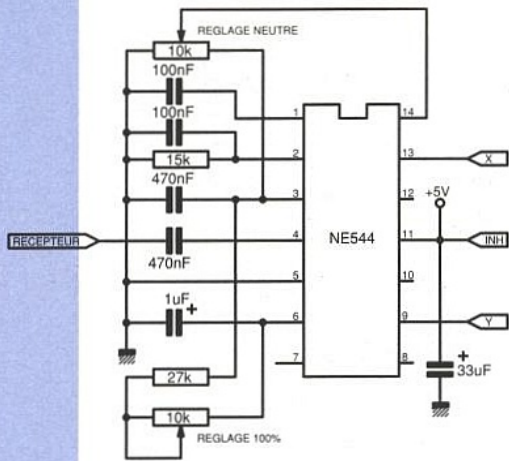 REGLAGE NEUTRE
10k
100nF
100nF
15k
470nF
RECEPTEUR
470nF
1uF
+
27k
10k
REGLAGE 100%
1
2
3
4
5
6
7
NE544
14
13
12
11
10
9
8
X
+5V
INH
Y
+
33uF